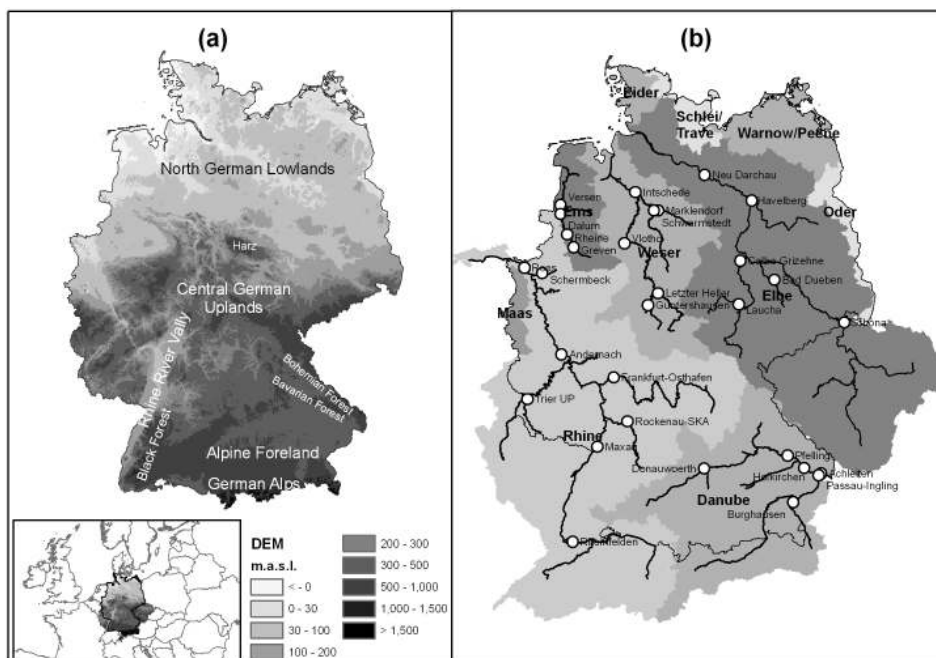 (a)
North German Lowlands
Harz
Central German
Uplands
Rhine River Vally
Bohemian Forest
Bavarian Forest
Black Forest
Alpine Foreland
German Alps
DEM
m.a.s.l.
< - 0
0 - 30
30 - 100
100 - 200
200 - 300
300 - 500
500 - 1,000
1,000 - 1,500
> 1,500
(b)
Eider
Schlei/
Trave
Warnow/Peene
Neu Darchau
Versen
Intschede
Havelberg
Ems
Marklendorf
Schwarmstedt
Oder
Dalum
Rheine
Vlotho
Greven
Weser
Calbe Grizehne
Rees
Bad Dueben
Schermbeck
Letzter Heller
Elbe
Maas
Guntershausen
Laucha
Andernach
Frankfurt-Osthafen
Trier UP
Rockenau-SKA
Rhine
Maxau
Pfelling
Donauwoerth
Achleiten
Passau-Ingling
Danube
Burghausen
Rheinfelden